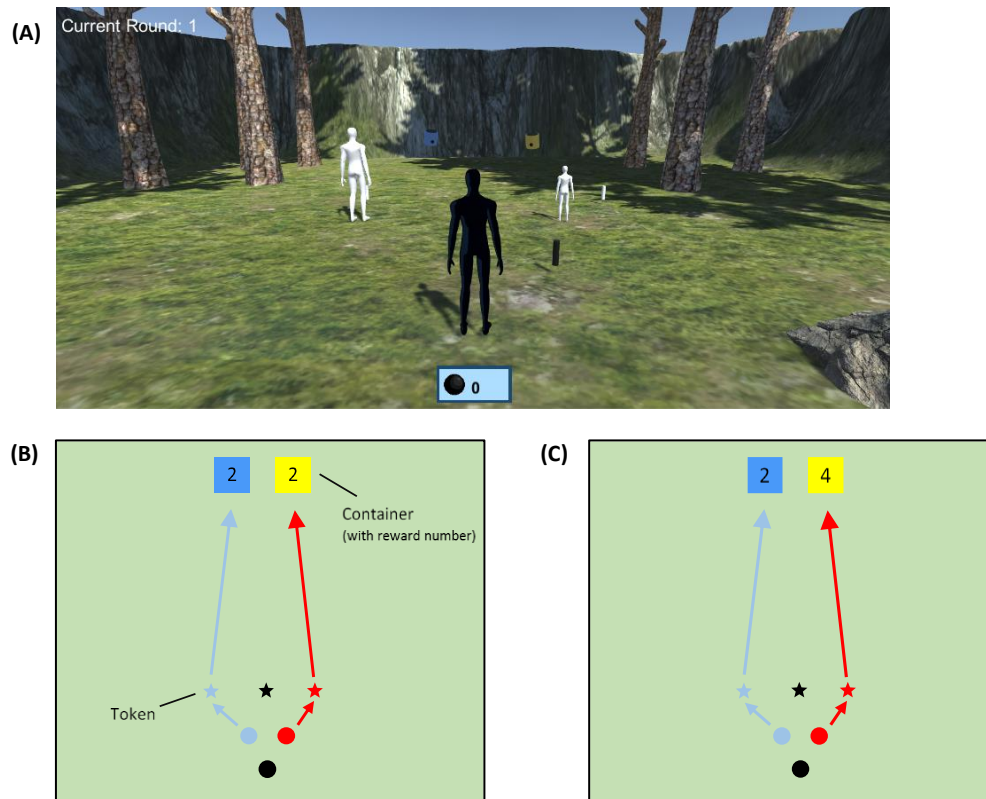 (A)
Current Round: 1
0
(B)
(C)
2 2
Container
(with reward number)
Token
2 4